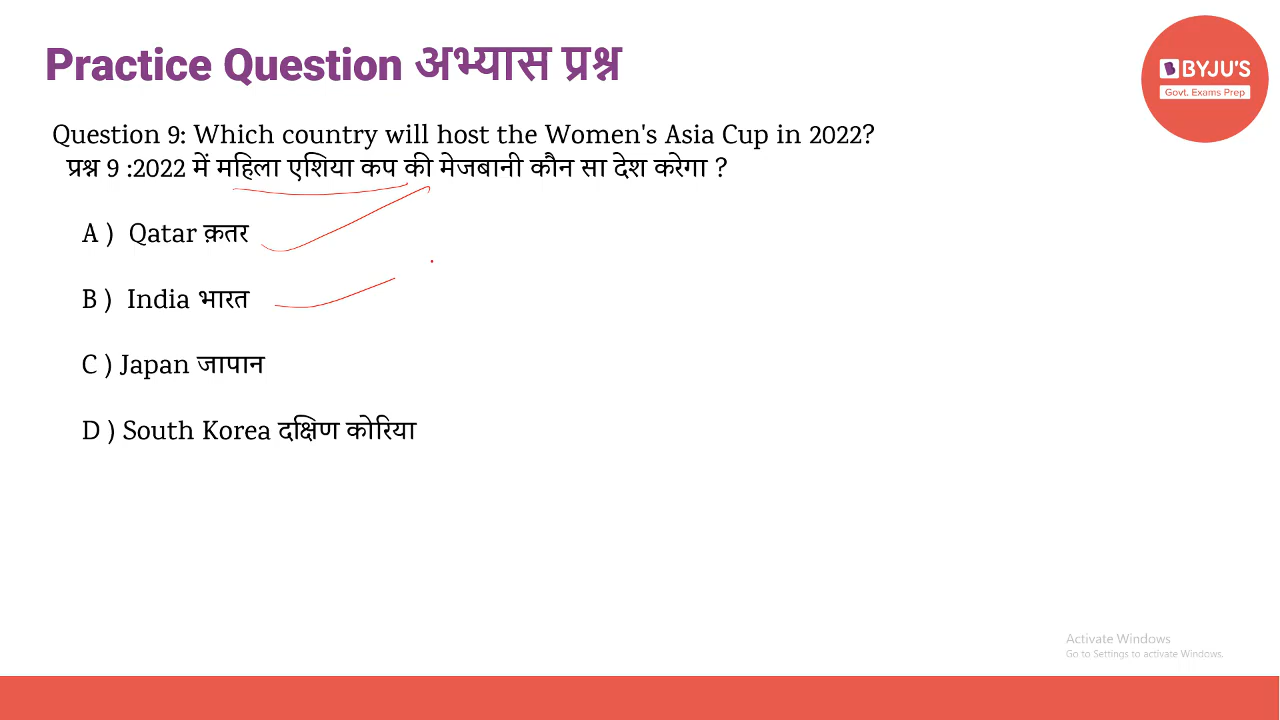 Practice Question अभ्यास प्रश्न
BYJU'S
Govt. Exams Prep
Question 9: Which country will host the Women's Asia Cup in 2022?
प्रश्न 9 :2022 में महिला एशिया कप की मेजबानी कौन सा देश करेगा ?
A ) Qatar क़तर
B ) India भारत
C ) Japan जापान
D ) South Korea दक्षिण कोरिया
Activate Windows
Go to Settings to activate Windows.